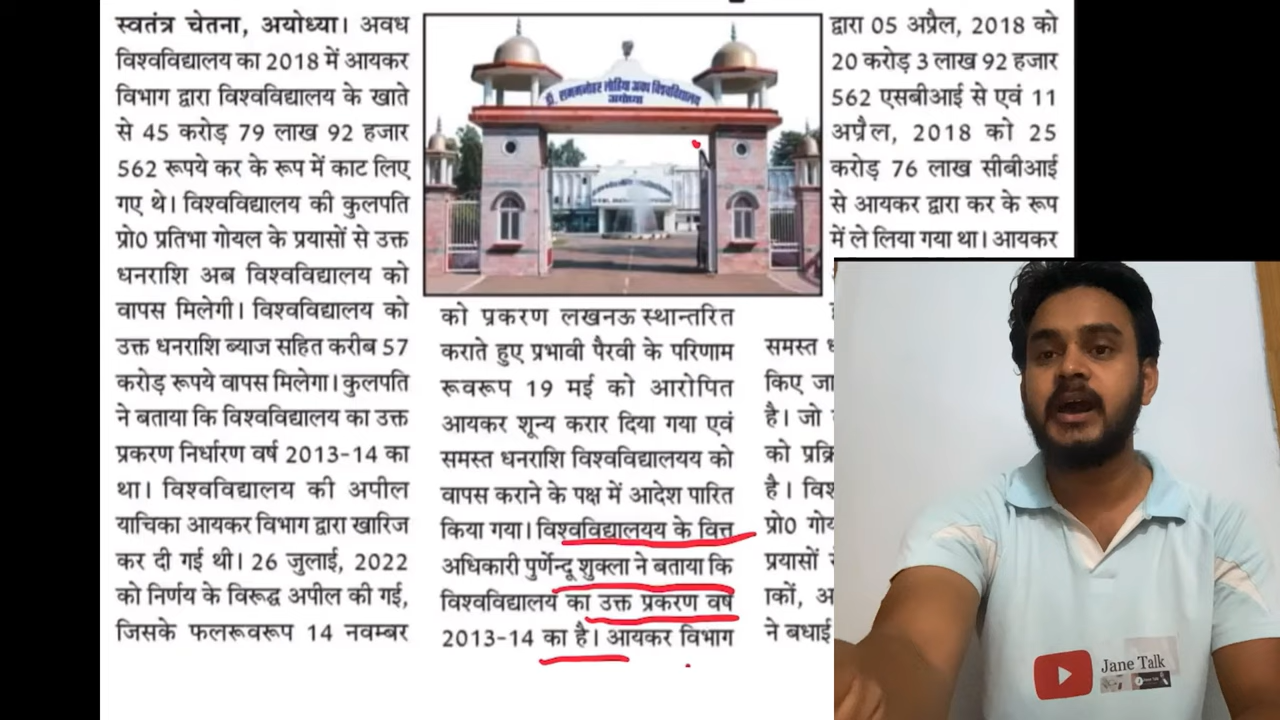 स्वतंत्र चेतना, अयोध्या। अवध
विश्वविद्यालय का 2018 में आयकर
विभाग द्वारा विश्वविद्यालय के खाते
से 45 करोड़ 79 लाख 92 हजार
562 रूपये कर के रूप में काट लिए
गए थे। विश्वविद्यालय की कुलपति
प्रो0 प्रतिभा गोयल के प्रयासों से उक्त
धनराशि अब विश्वविद्यालय को
वापस मिलेगी। विश्वविद्यालय को
उक्त धनराशि ब्याज सहित करीब 57
करोड़ रूपये वापस मिलेगा। कुलपति
ने बताया कि विश्वविद्यालय का उक्त
प्रकरण निर्धारण वर्ष 2013-14 का
था। विश्वविद्यालय की अपील
याचिका आयकर विभाग द्वारा खारिज
कर दी गई थी। 26 जुलाई, 2022
को निर्णय के विरूद्ध अपील की गई,
जिसके फलरूवरूप 14 नवम्बर
डॉ. राममनोहर लोहिया अवध विश्वविद्यालय
अयोध्या
को प्रकरण लखनऊ स्थान्तरित
कराते हुए प्रभावी पैरवी के परिणाम
रूवरूप 19 मई को आरोपित
आयकर शून्य करार दिया गया एवं
समस्त धनराशि विश्वविद्यालयय को
वापस कराने के पक्ष में आदेश पारित
किया गया। विश्वविद्यालयय के वित्त
अधिकारी पुर्णेन्दू शुक्ला ने बताया कि
विश्वविद्यालय का उक्त प्रकरण वर्ष
2013-14 का है। आयकर विभाग
द्वारा 05 अप्रैल, 2018 को
20 करोड़ 3 लाख 92 हजार
562 एसबीआई से एवं 11
अप्रैल, 2018 को 25
करोड़ 76 लाख सीबीआई
से आयकर द्वारा कर के रूप
में ले लिया गया था। आयकर
समस्त
किए जा
है। जो
को
है।
प्रो0
प्रयासों
ने बधाई
Jane Talk